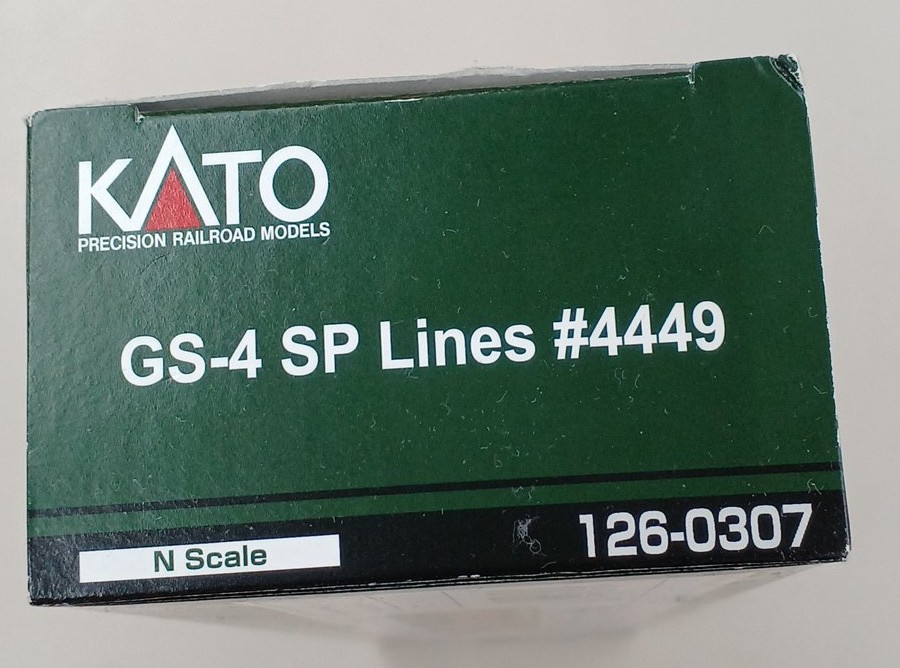 KATO
PRECISION RAILROAD MODELS
GS-4 SP Lines #4449
N Scale
126-0307